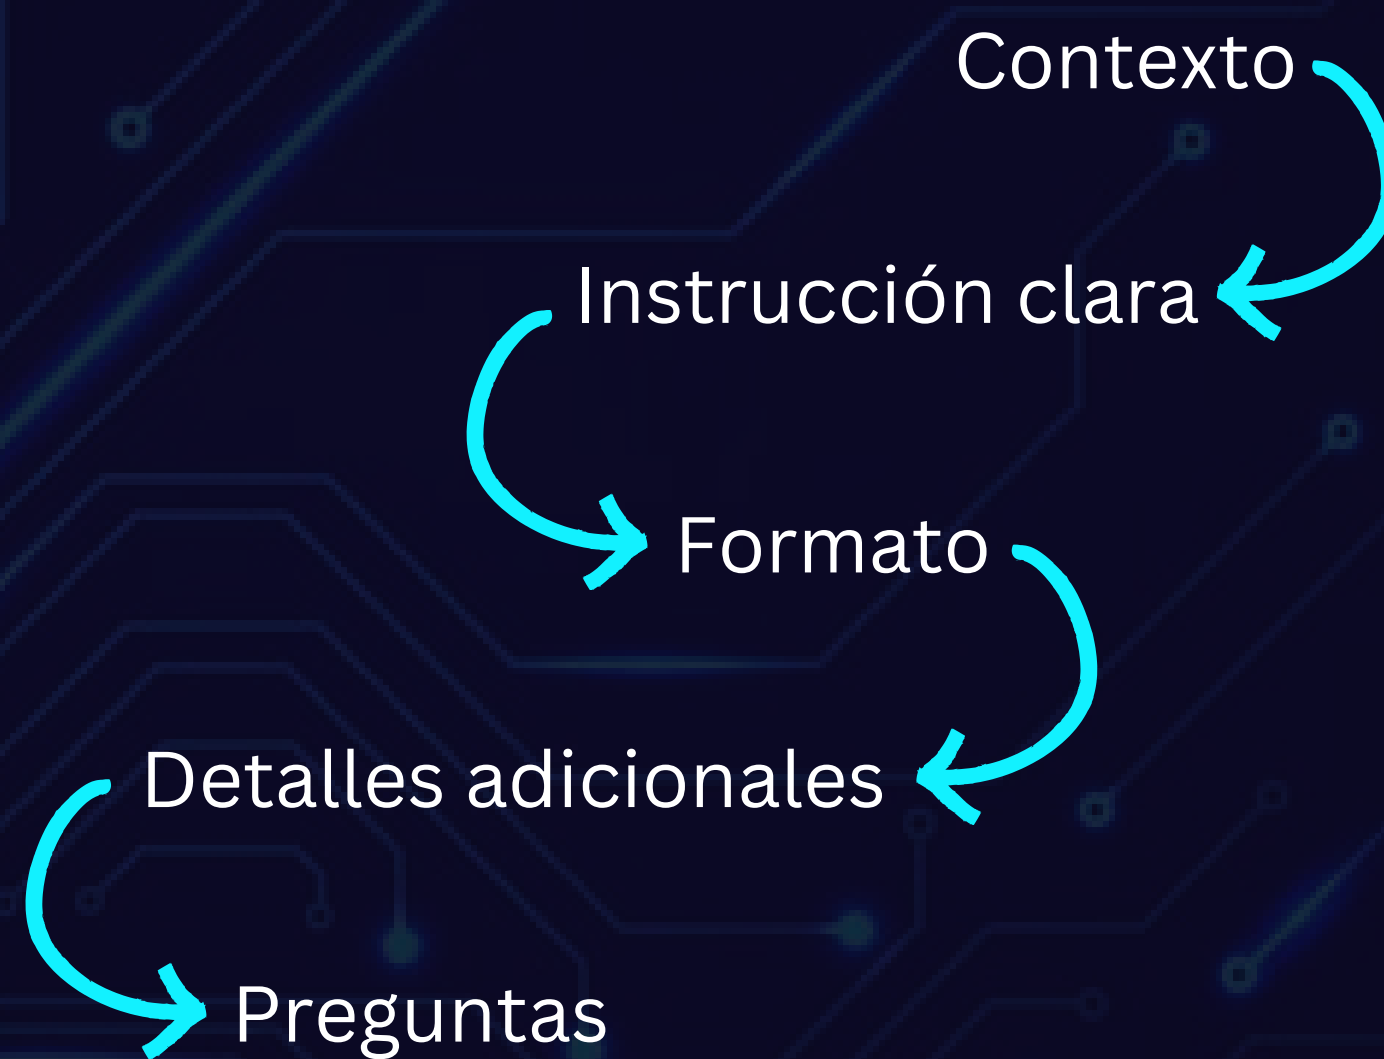 Contexto
Instrucción clara
Formato
Detalles adicionales
Preguntas